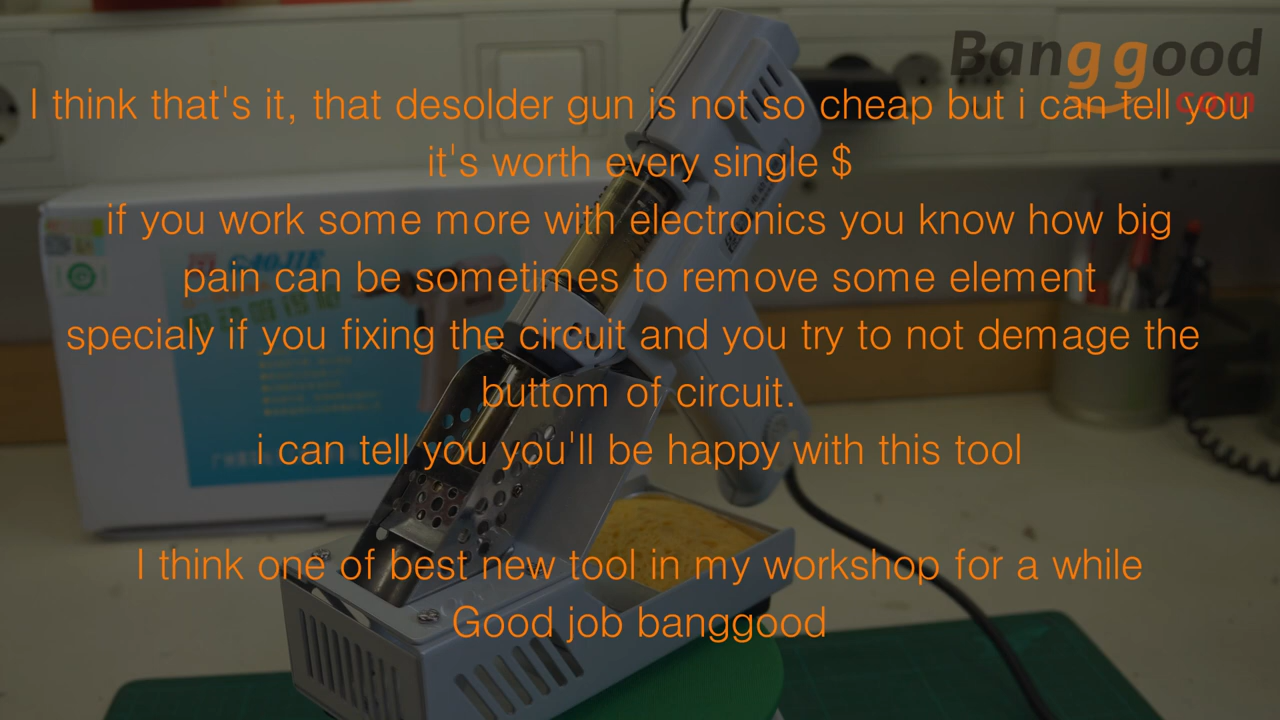 Banggood
.com
I think that's it, that desolder gun is not so cheap but i can tell you
it's worth every single $
if you work some more with electronics you know how big
pain can be sometimes to remove some element
specialy if you fixing the circuit and you try to not demage the
buttom of circuit.
i can tell you you'll be happy with this tool
I think one of best new tool in my workshop for a while
Good job banggood